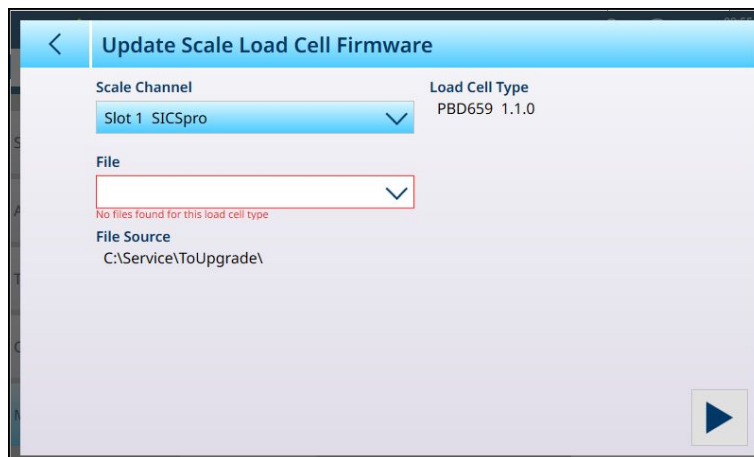 Update Scale Load Cell Firmware
Scale Channel
Load Cell Type
Slot 1 SICSpro
PBD659 1.1.0
File
No files found for this load cell type
File Source
C:\Service\ToUpgrade\